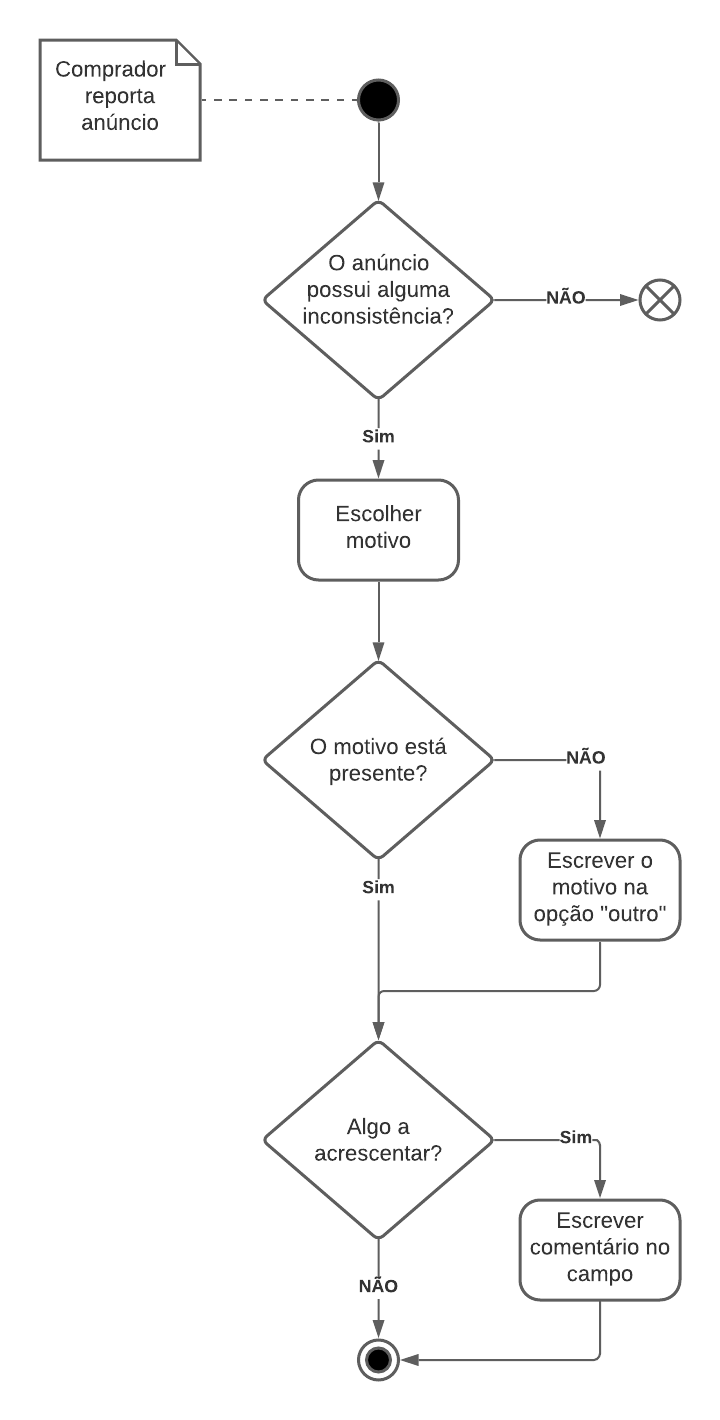 Comprador
reporta
anúncio
O anúncio
possui alguma
inconsistência?
NÃO
Sim
Escolher
motivo
O motivo está
presente?
NÃO
Sim
Escrever o
motivo na
opção "outro"
Algo a
acrescentar?
Sim
Escrever
comentário no
campo
NÃO